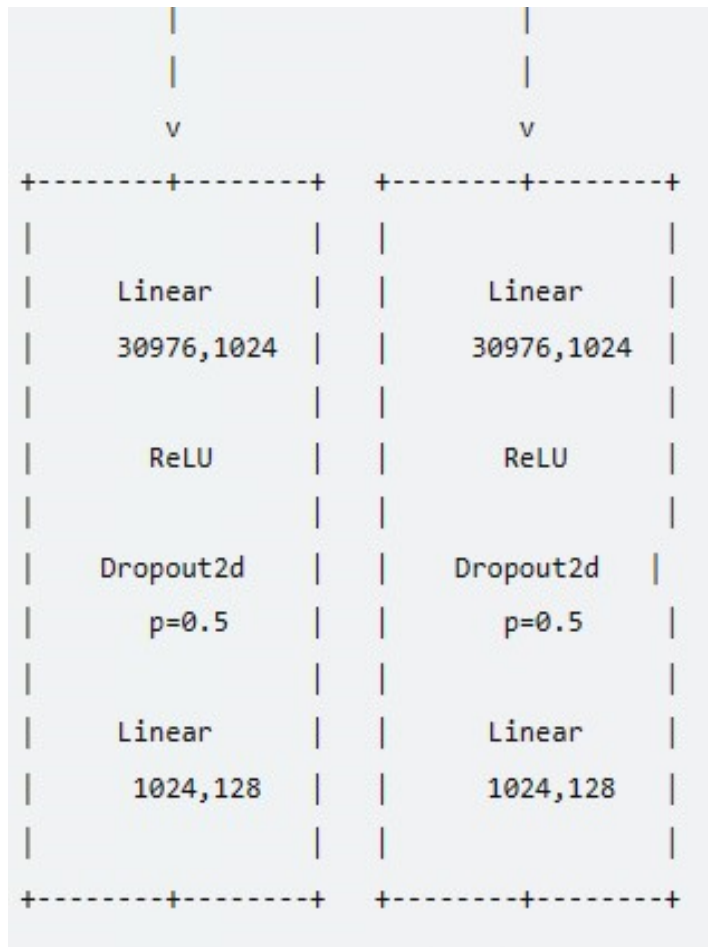 |                     |
|                     |
v                     v
+--------+--------+   +--------+--------+
|                 |   |                 |
|     Linear      |   |      Linear     |
|     30976,1024  |   |     30976,1024  |
|                 |   |                 |
|       ReLU      |   |       ReLU      |
|                 |   |                 |
|    Dropout2d    |   |    Dropout2d   |
|       p=0.5     |   |       p=0.5     |
|                 |   |                 |
|     Linear      |   |      Linear     |
|      1024,128   |   |      1024,128   |
|                 |   |                 |
+--------+--------+   +--------+--------+